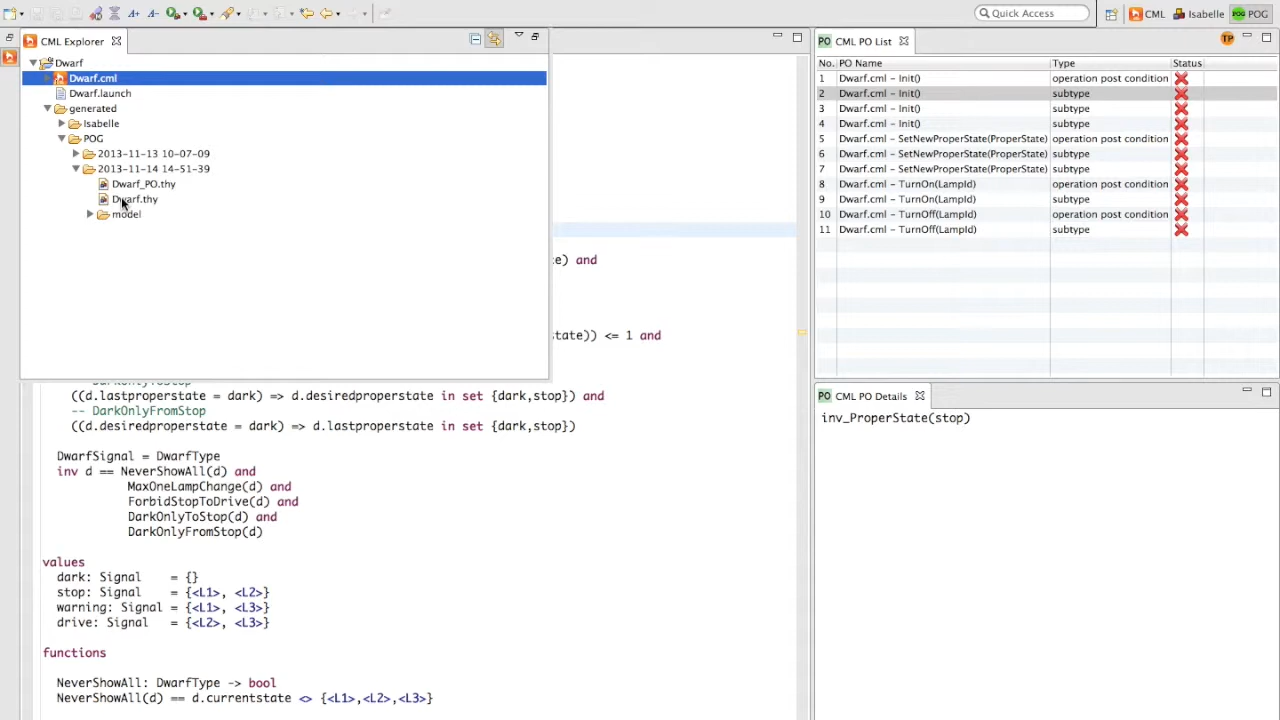 Quick Access
CML
Isabelle
POG POG
CML Explorer
Dwarf
Dwarf.cml
Dwarf.launch
generated
Isabelle
POG
2013-11-13 10-07-09
2013-11-14 14-51-39
Dwarf_PO.thy
Dwarf.thy
model
e) and
tate)) <= 1 and
((d.lastproperstate = dark) => d.desiredproperstate in set {dark,stop}) and
-- DarkOnlyFromStop
((d.desiredproperstate = dark) => d.lastproperstate in set {dark,stop})
DwarfSignal = DwarfType
inv d == NeverShowAll(d) and
MaxOneLampChange(d) and
ForbidStopToDrive(d) and
DarkOnlyToStop(d) and
DarkOnlyFromStop(d)
values
dark: Signal = {}
stop: Signal = {<L1>, <L2>}
warning: Signal = {<L1>, <L3>}
drive: Signal = {<L2>, <L3>}
functions
NeverShowAll: DwarfType -> bool
NeverShowAll(d) == d.currentstate <> {<L1>,<L2>,<L3>}
PO CML PO List
TP
No. PO Name Type Status
1 Dwarf.cml - Init() operation post condition
2 Dwarf.cml - Init() subtype
3 Dwarf.cml - Init() subtype
4 Dwarf.cml - Init() subtype
5 Dwarf.cml - SetNewProperState(ProperState) operation post condition
6 Dwarf.cml - SetNewProperState(ProperState) subtype
7 Dwarf.cml - SetNewProperState(ProperState) subtype
8 Dwarf.cml - TurnOn(LampId) operation post condition
9 Dwarf.cml - TurnOn(LampId) subtype
10 Dwarf.cml - TurnOff(LampId) operation post condition
11 Dwarf.cml - TurnOff(LampId) subtype
PO CML PO Details
inv_ProperState(stop)